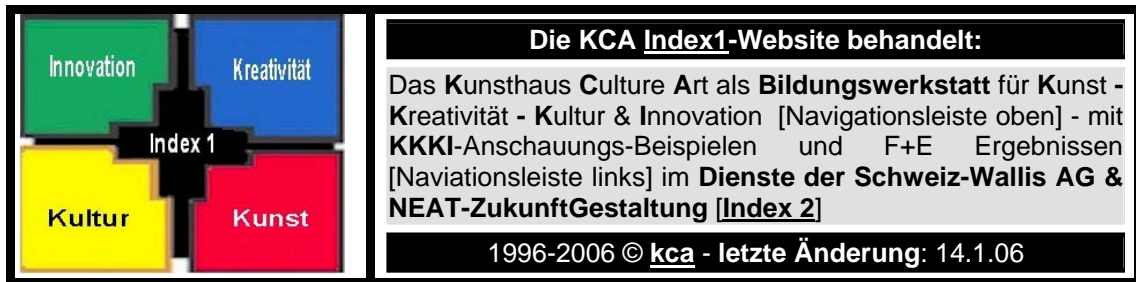 Innovation
Kreativität
Index 1
Kultur
Kunst
Die KCA Index1-Website behandelt:
Das Kunsthaus Culture Art als Bildungswerkstatt für Kunst -
Kreativität - Kultur & Innovation [Navigationsleiste oben] - mit
KKKI-Anschauungs-Beispielen und F+E Ergebnissen
[Naviationsleiste links] im Dienste der Schweiz-Wallis AG &
NEAT-ZukunftGestaltung [Index 2]
1996-2006 © kca - letzte Änderung: 14.1.06